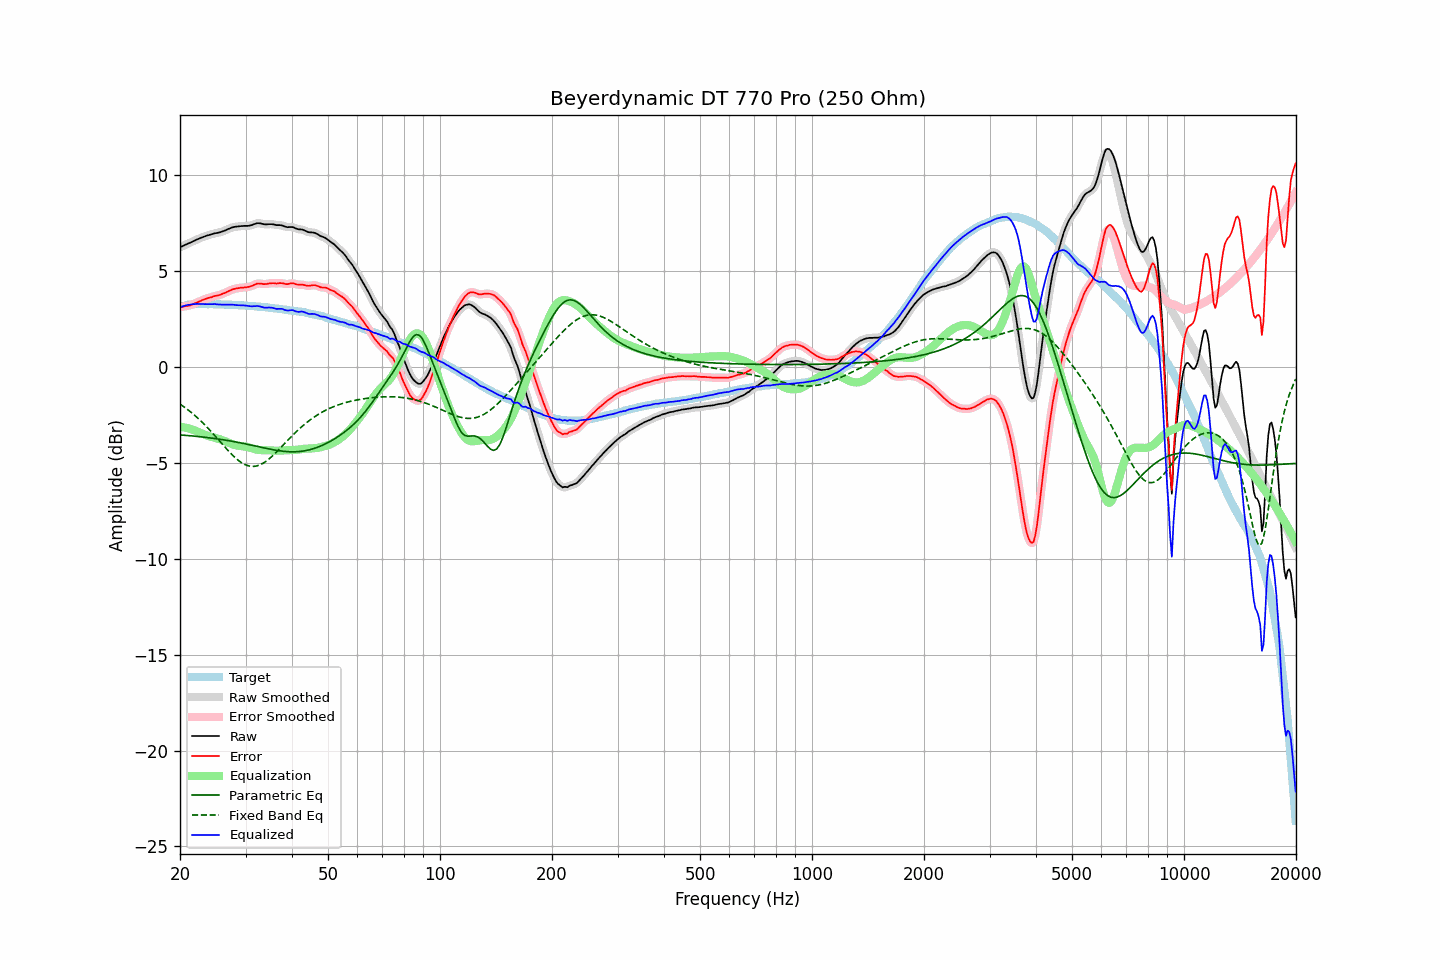 Beyerdynamic DT 770 Pro (250 Ohm)
Amplitude (dBr)
10
5
0
−5
−10
−15
−20
−25
Target
Raw Smoothed
Error Smoothed
Raw
Error
Equalization
Parametric Eq
Fixed Band Eq
Equalized
20 50 100 200 500 1000 2000 5000 10000 20000
Frequency (Hz)